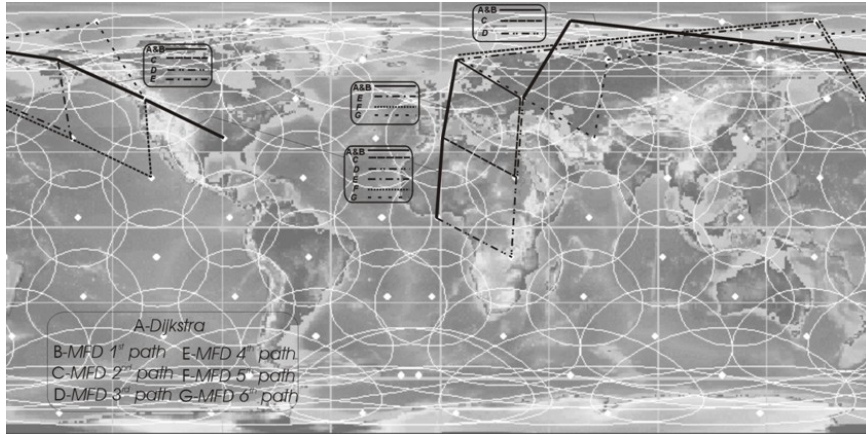 A&B
C
D
A&B
C
D
E
A&B
E
F
G
A&B
C
D
E
F
G
A-Dijkstra
B-MFD 1st path E-MFD 4th path
C-MFD 2nd path F-MFD 5th path
D-MFD 3rd path G-MFD 6th path